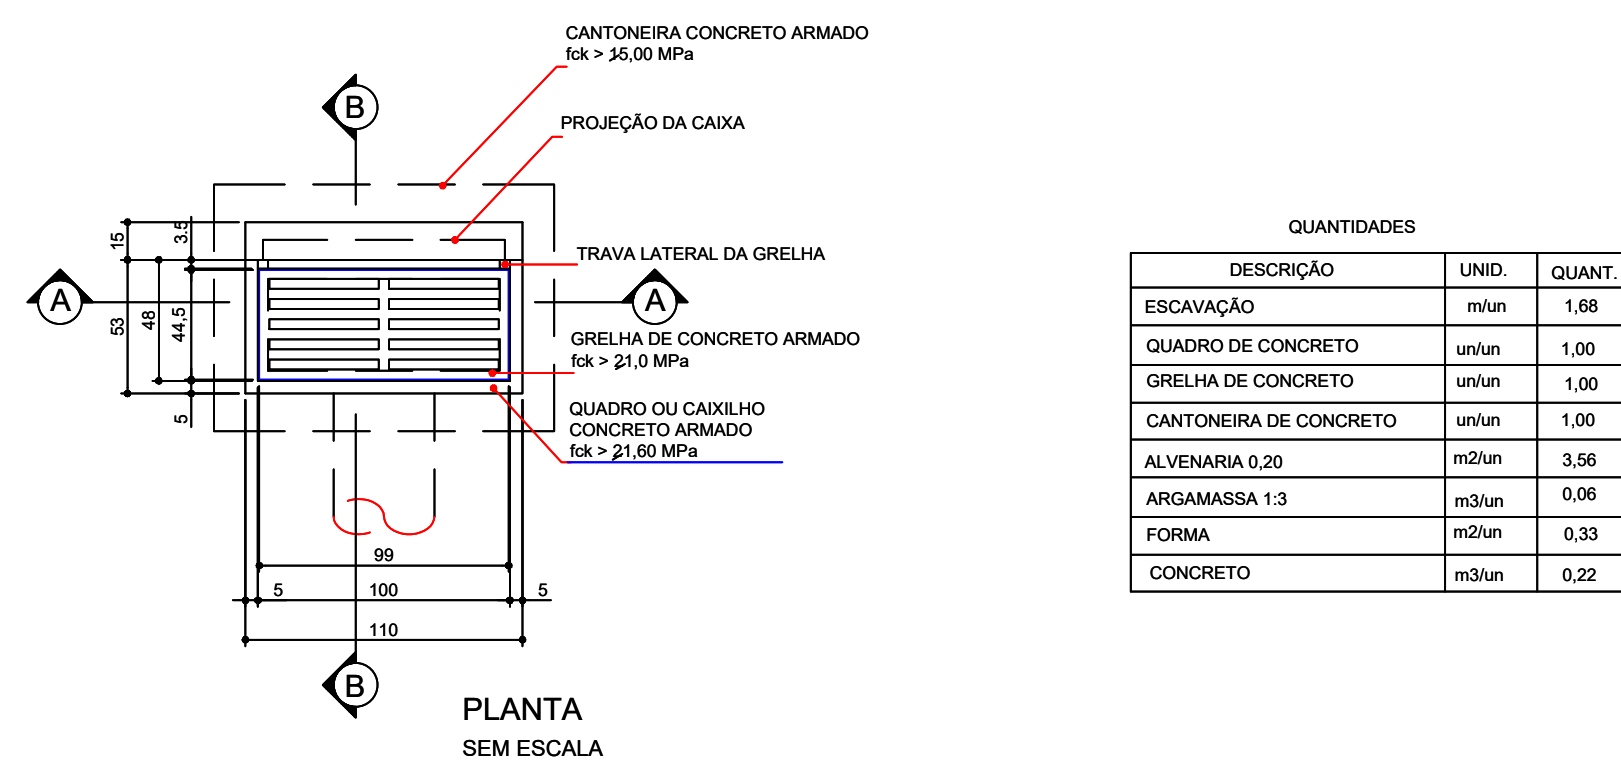 CANTONEIRA CONCRETO ARMADO
fck > 15,00 MPa
B
PROJEÇÃO DA CAIXA
15
3.5
TRAVA LATERAL DA GRELHA
A
A
53
48
44,5
GRELHA DE CONCRETO ARMADO
fck > 21,0 MPa
5
QUADRO OU CAIXILHO
CONCRETO ARMADO
fck > 21,60 MPa
99
5
100
5
110
B
PLANTA
SEM ESCALA
QUANTIDADES
DESCRIÇÃO UNID. QUANT.
ESCAVAÇÃO m/un 1,68
QUADRO DE CONCRETO un/un 1,00
GRELHA DE CONCRETO un/un 1,00
CANTONEIRA DE CONCRETO un/un 1,00
ALVENARIA 0,20 m2/un 3,56
ARGAMASSA 1:3 m3/un 0,06
FORMA m2/un 0,33
CONCRETO m3/un 0,22